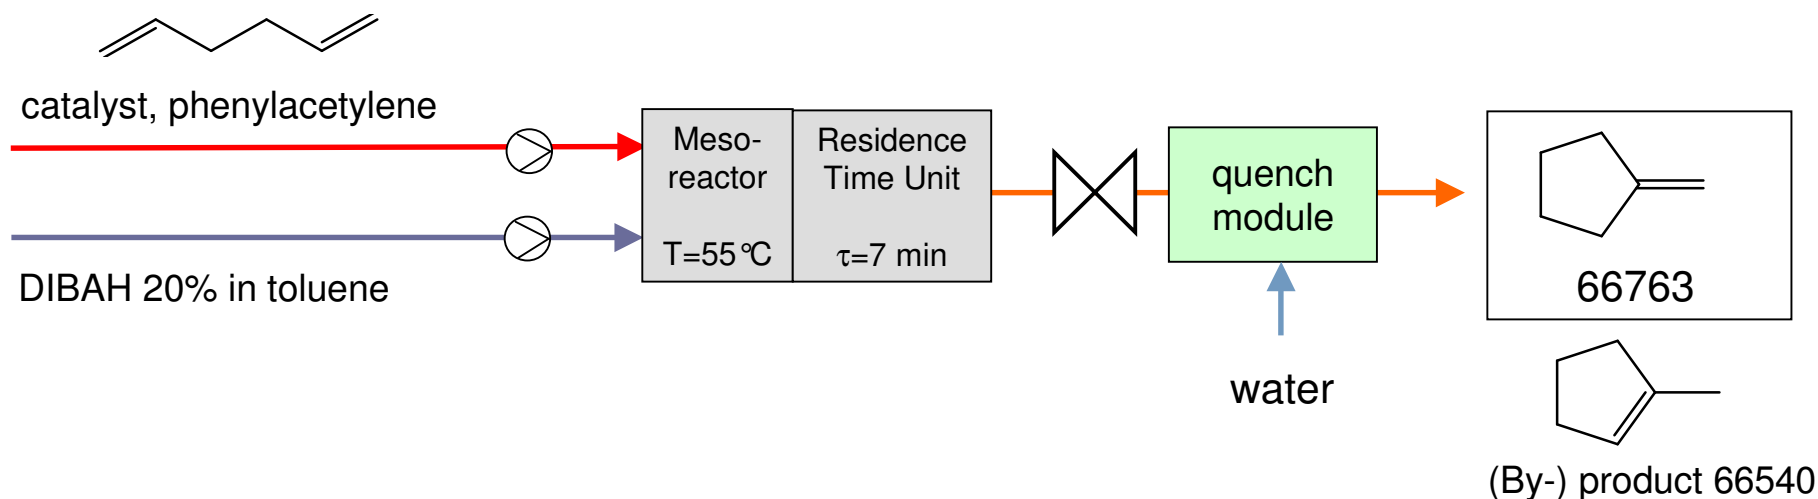 catalyst, phenylacetylene
DIBAH 20% in toluene
Meso-
reactor
T=55°C
Residence
Time Unit
τ=7 min
quench
module
water
66763
(By-) product 66540